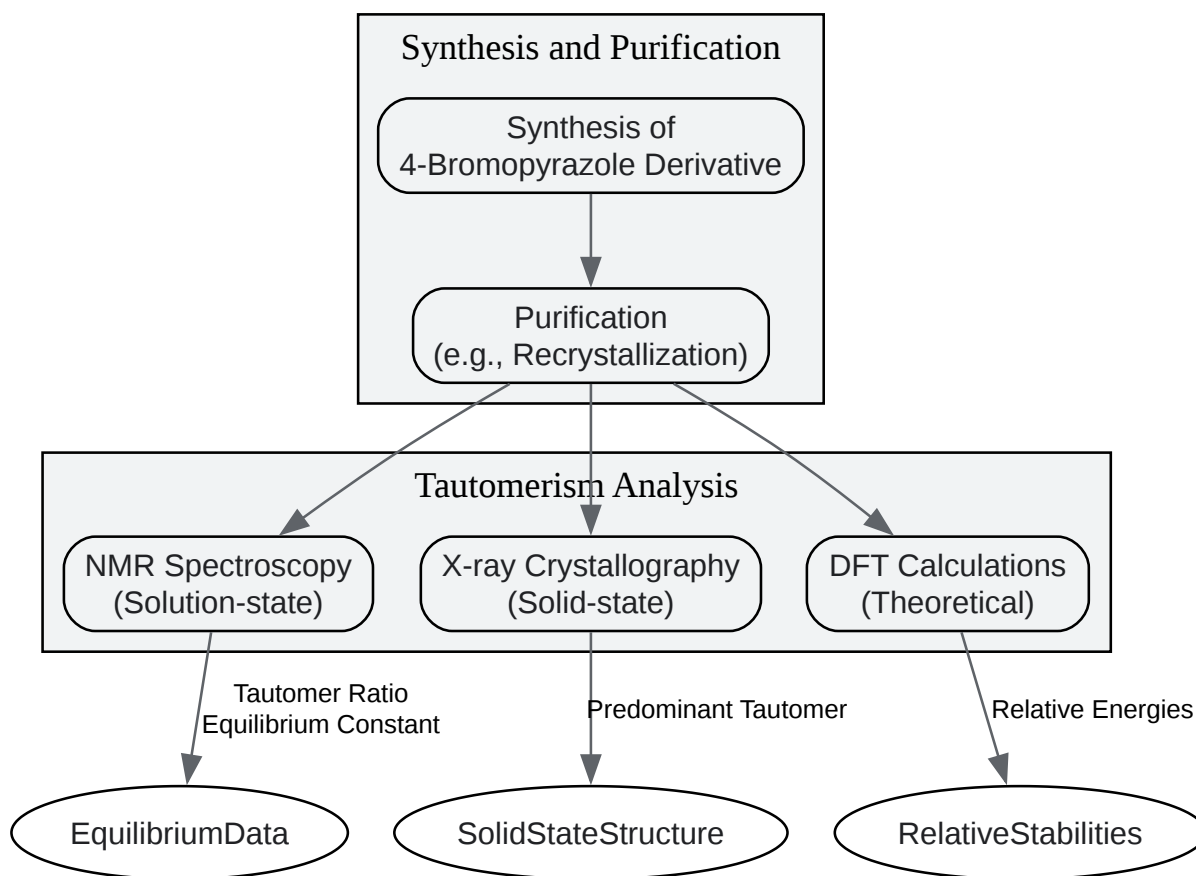 Synthesis and Purification
Synthesis of
4-Bromopyrazole Derivative
Purification
(e.g., Recrystallization)
Tautomerism Analysis
NMR Spectroscopy
(Solution-state)
X-ray Crystallography
(Solid-state)
DFT Calculations
(Theoretical)
Tautomer Ratio
Equilibrium Constant
Predominant Tautomer
Relative Energies
EquilibriumData
SolidStateStructure
RelativeStabilities